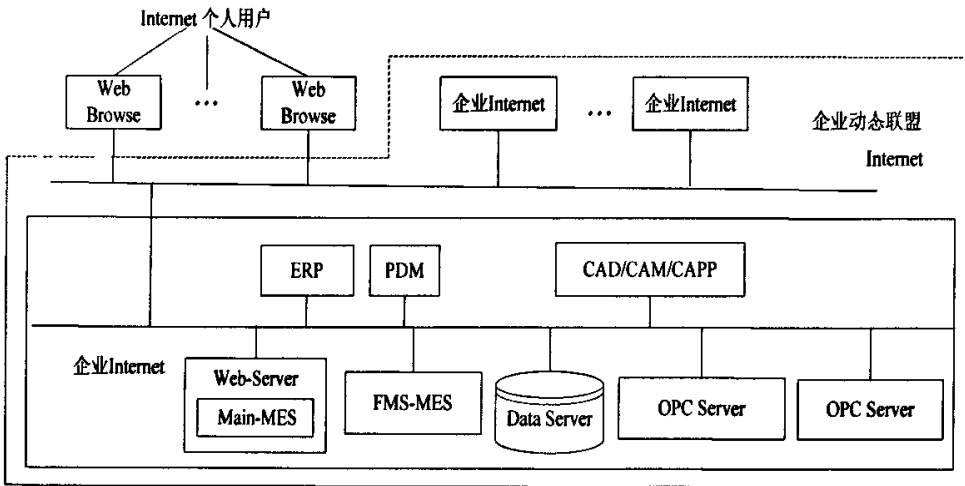 Internet 个人用户
Web
Browse
...
Web
Browse
企业Internet
...
企业Internet
企业动态联盟
Internet
ERP
PDM
CAD/CAM/CAPP
企业Internet
Web-Server
Main-MES
FMS-MES
Data Server
OPC Server
OPC Server